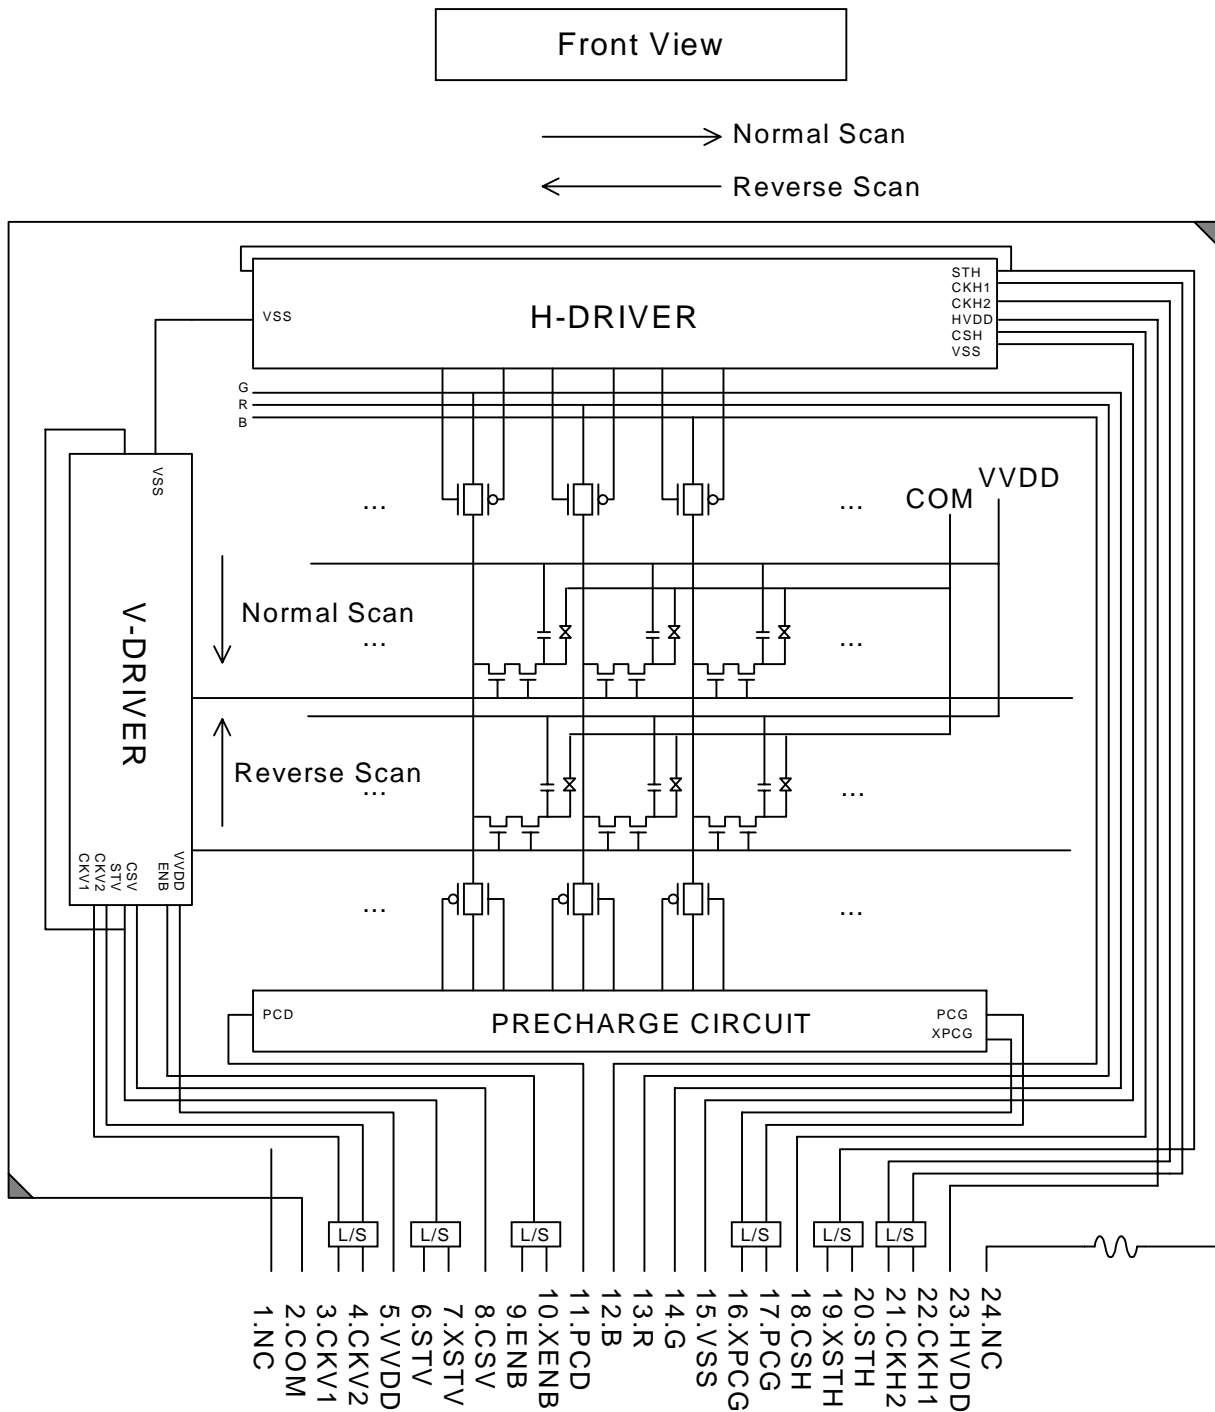 Front View
Normal Scan
Reverse Scan
STH
CKH1
CKH2
HVDD
CSH
VSS
VSS
H-DRIVER
G
R
B
VSS
V-DRIVER
CKV1
CKV2
STV
CSV
ENB
VVDD
...
...
COM
VVDD
Normal Scan
...
...
Reverse Scan
...
...
...
...
PCD
PRECHARGE CIRCUIT
PCG
XPCG
L/S
L/S
L/S
L/S
L/S
L/S
1.NC
2.COM
3.CKV1
4.CKV2
5.VVDD
6.STV
7.XSTV
8.CSV
9.ENB
10.XENB
11.PCD
12.B
13.R
14.G
15.VSS
16.XPCG
17.PCG
18.CSH
19.XSTH
20.STH
21.CKH2
22.CKH1
23.HVDD
24.NC